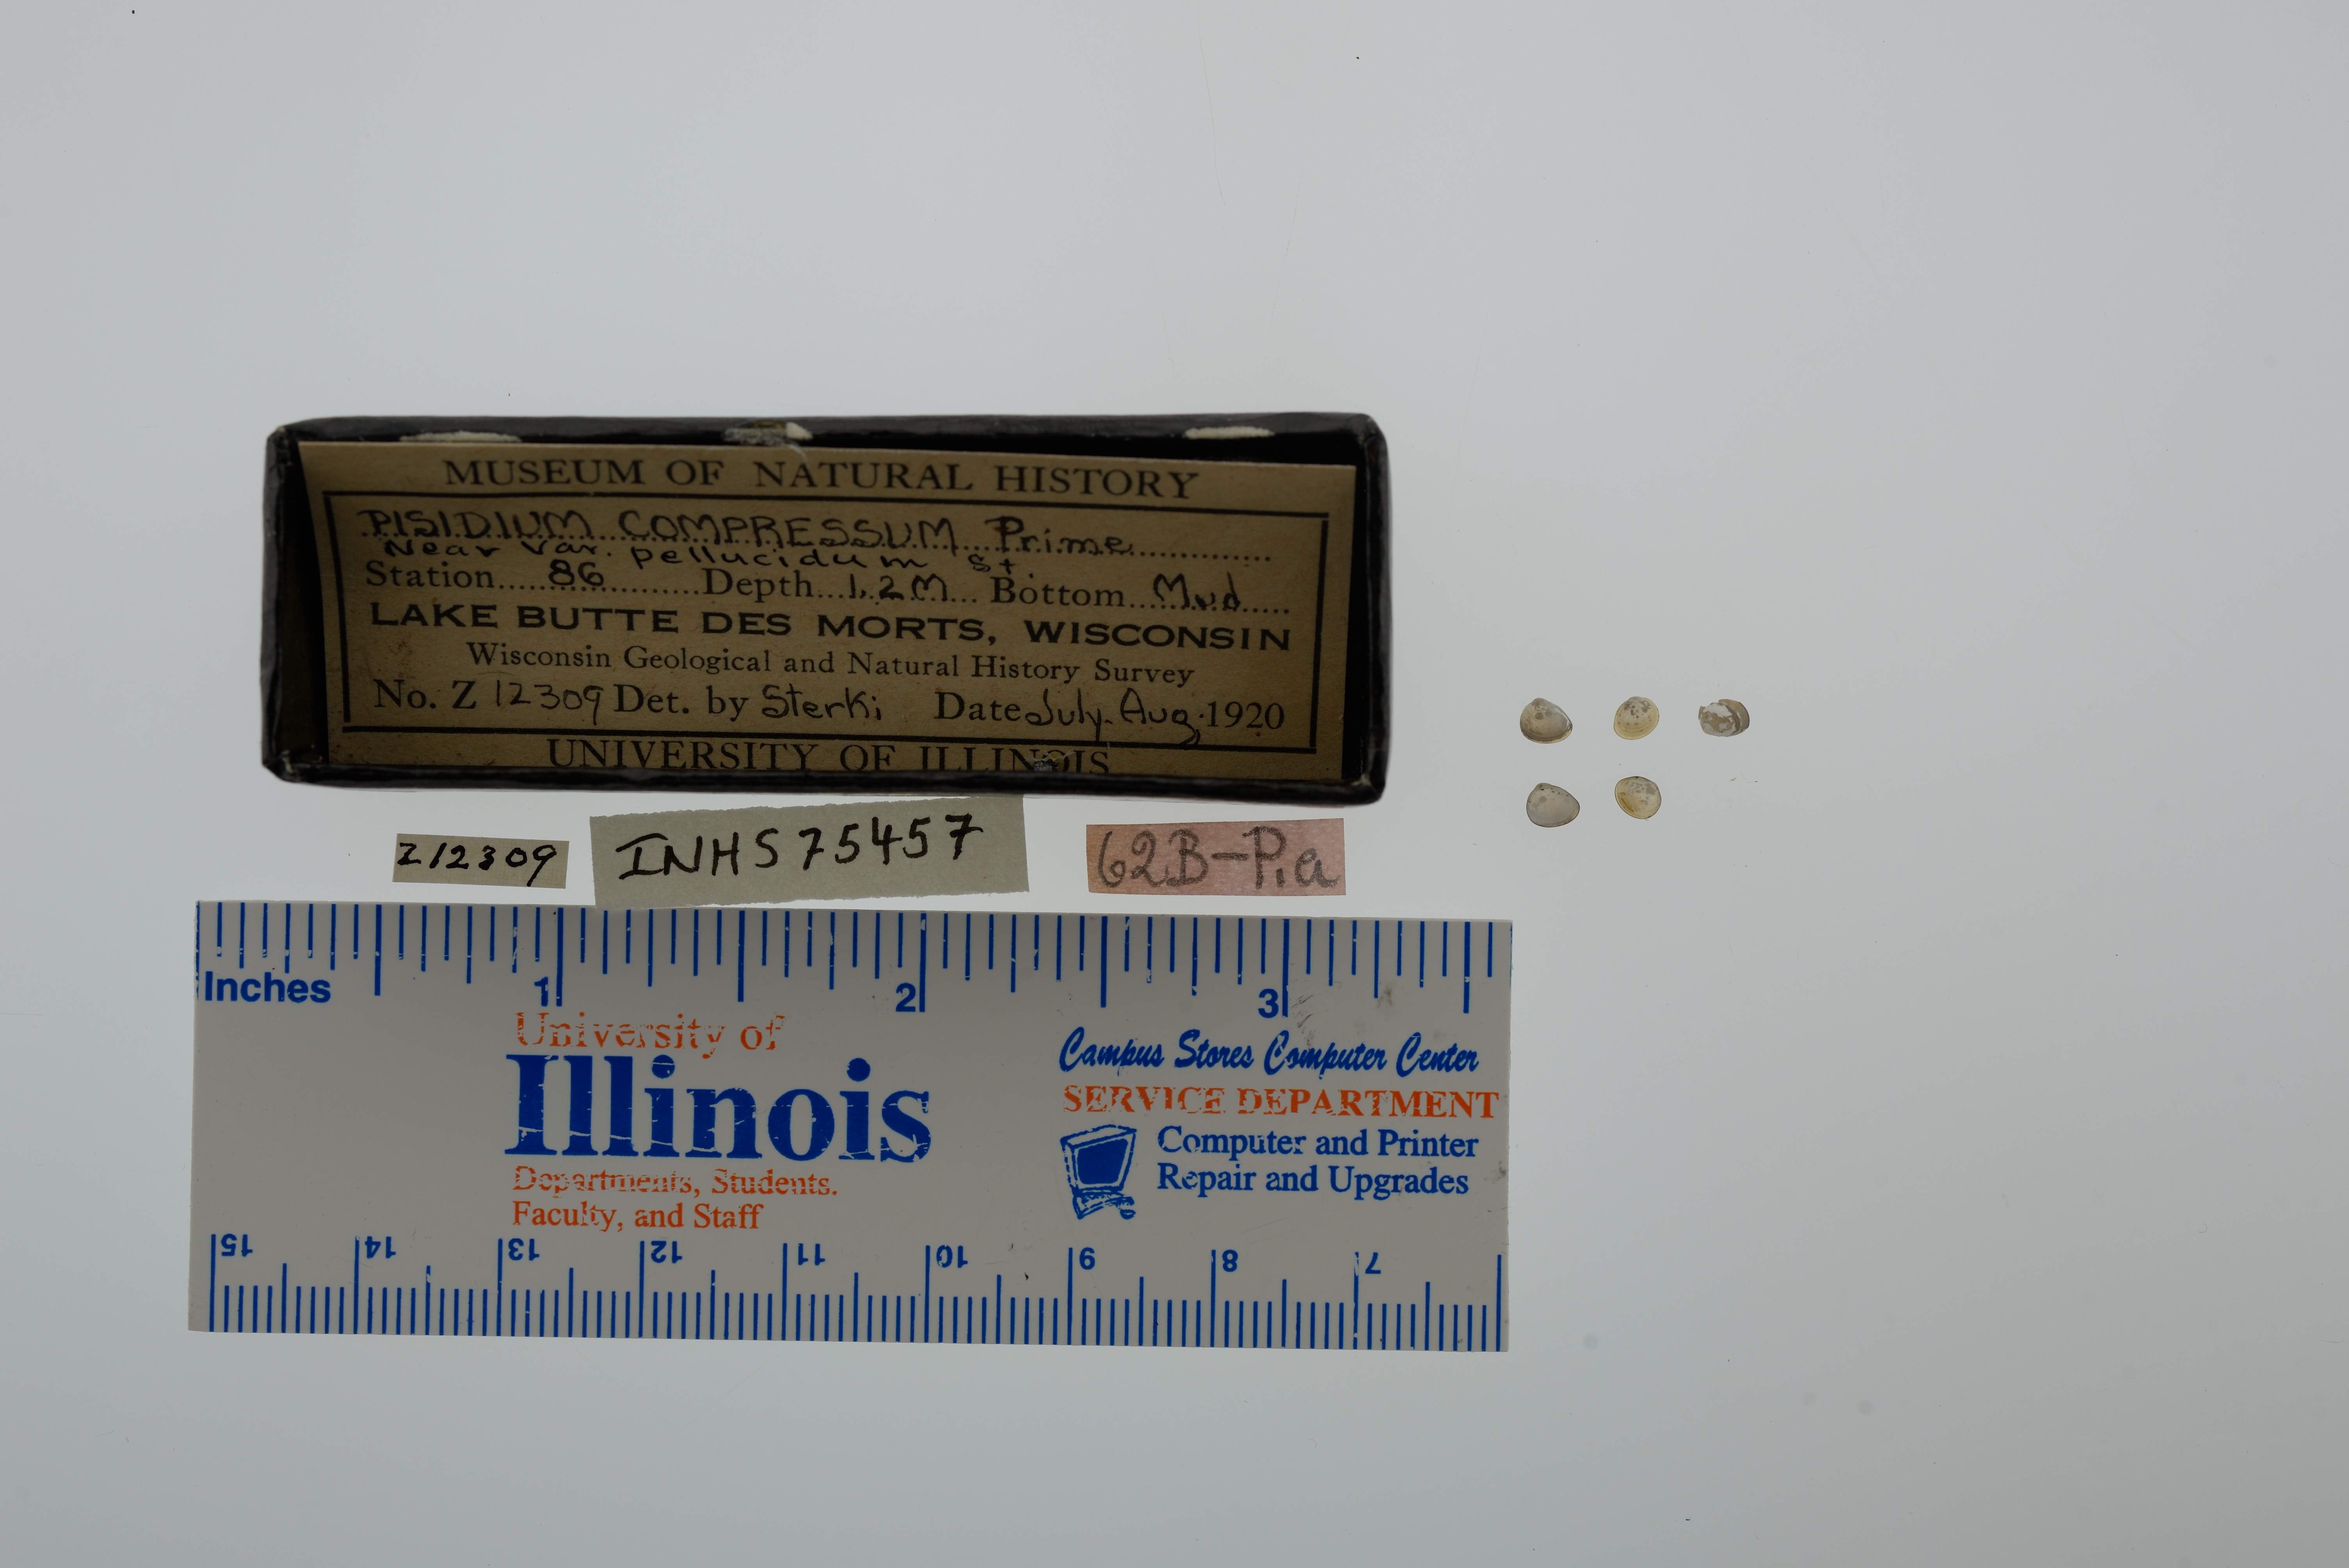 MUSEUM OF NATURAL HISTORY
PISIDIUM COMPRESSUM Prime
Near Var. pellucidum St.
Station 86 Depth 1.2M Bottom Mud
LAKE BUTTE DES MORTS, WISCONSIN
Wisconsin Geological and Natural History Survey
No. Z 12309 Det. by Sterki Date July-Aug, 1920
UNIVERSITY OF ILLINOIS
Z12309
INHS75457
62B-P.a
Inches 1 2 3
University of
Illinois
Departments, Students.
Faculty, and Staff
Campus Stores Computer Center
SERVICE DEPARTMENT
Computer and Printer
Repair and Upgrades
15 14 13 12 11 10 9 8 7